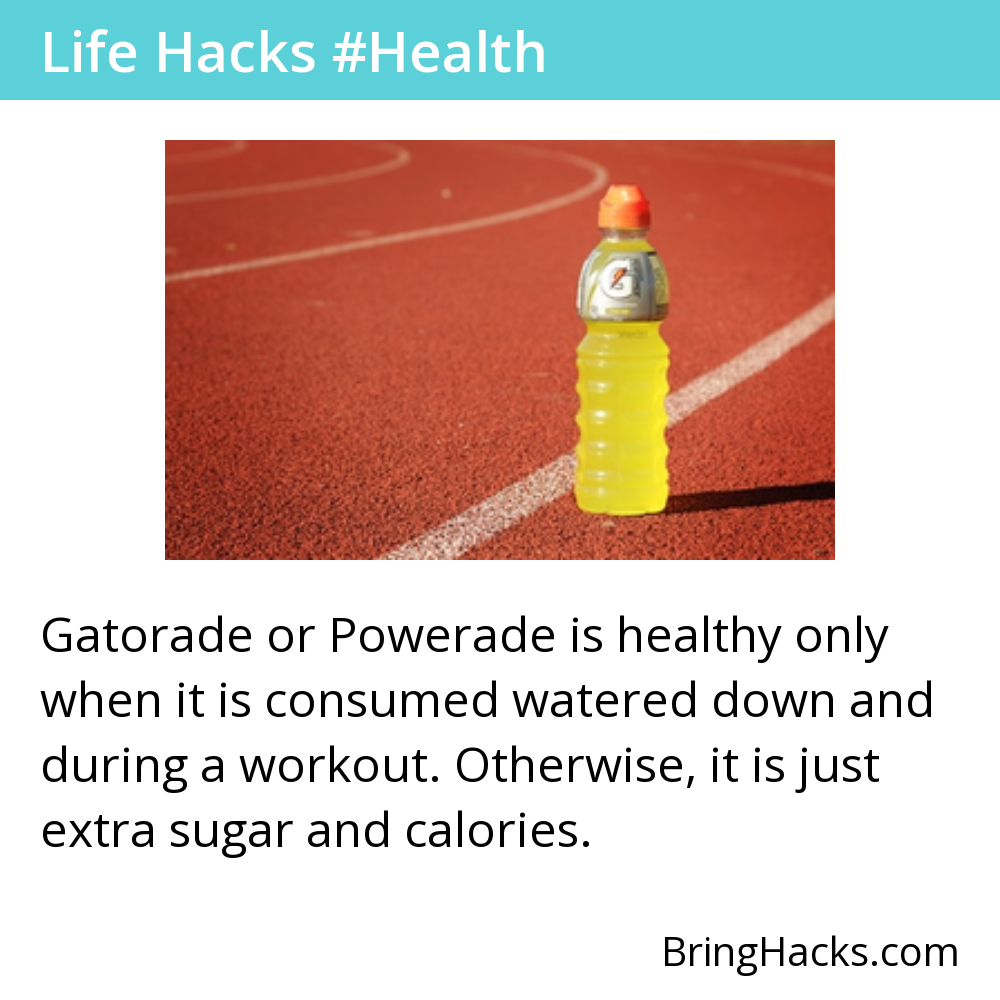 Life Hacks #Health
G
Gatorade or Powerade is healthy only
when it is consumed watered down and
during a workout. Otherwise, it is just
extra sugar and calories.
BringHacks.com